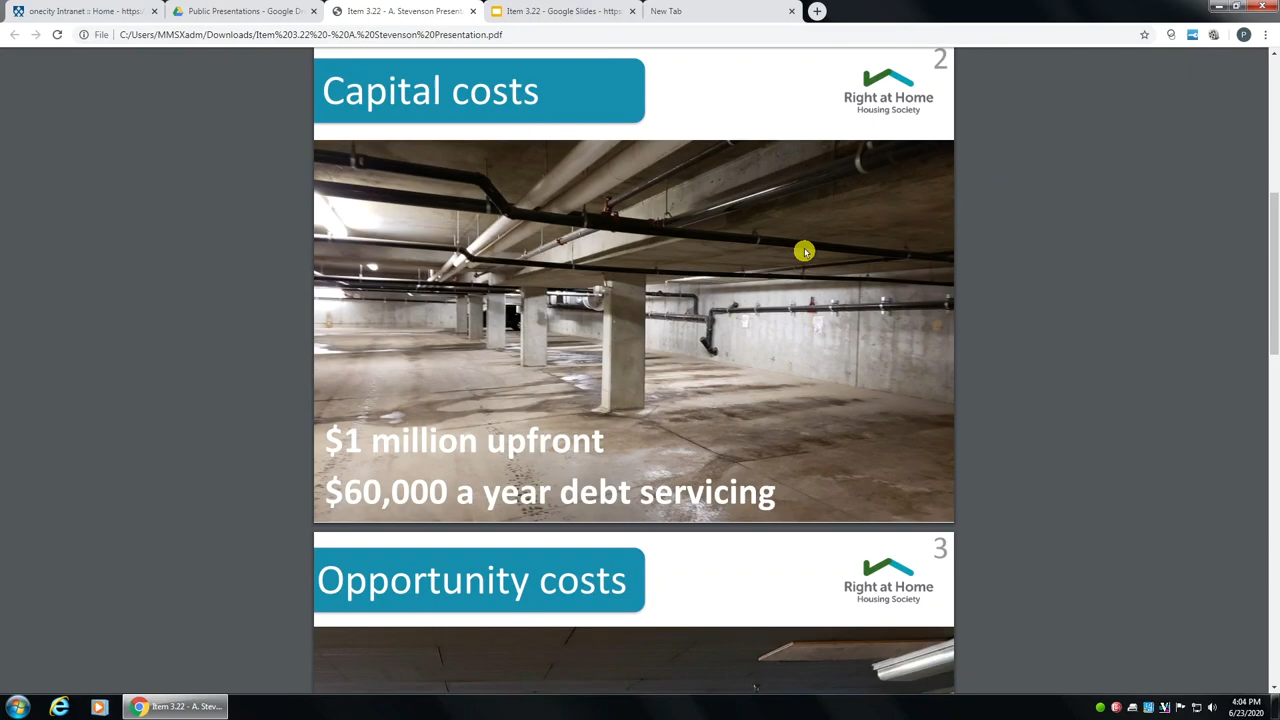 onecity Intranet :: Home - https:/
Public Presentations - Google Dr
Item 3.22 - A. Stevenson Present
Item 3.22 - Google Slides - https:
New Tab
File
C:/Users/MMSXadm/Downloads/Item%203.22%20-%20A.%20Stevenson%20Presentation.pdf
P
2
Capital costs
Right at Home
Housing Society
$1 million upfront
$60,000 a year debt servicing
3
Opportunity costs
Right at Home
Housing Society
Item 3.22 - A. Stev...
4:04 PM
6/23/2020